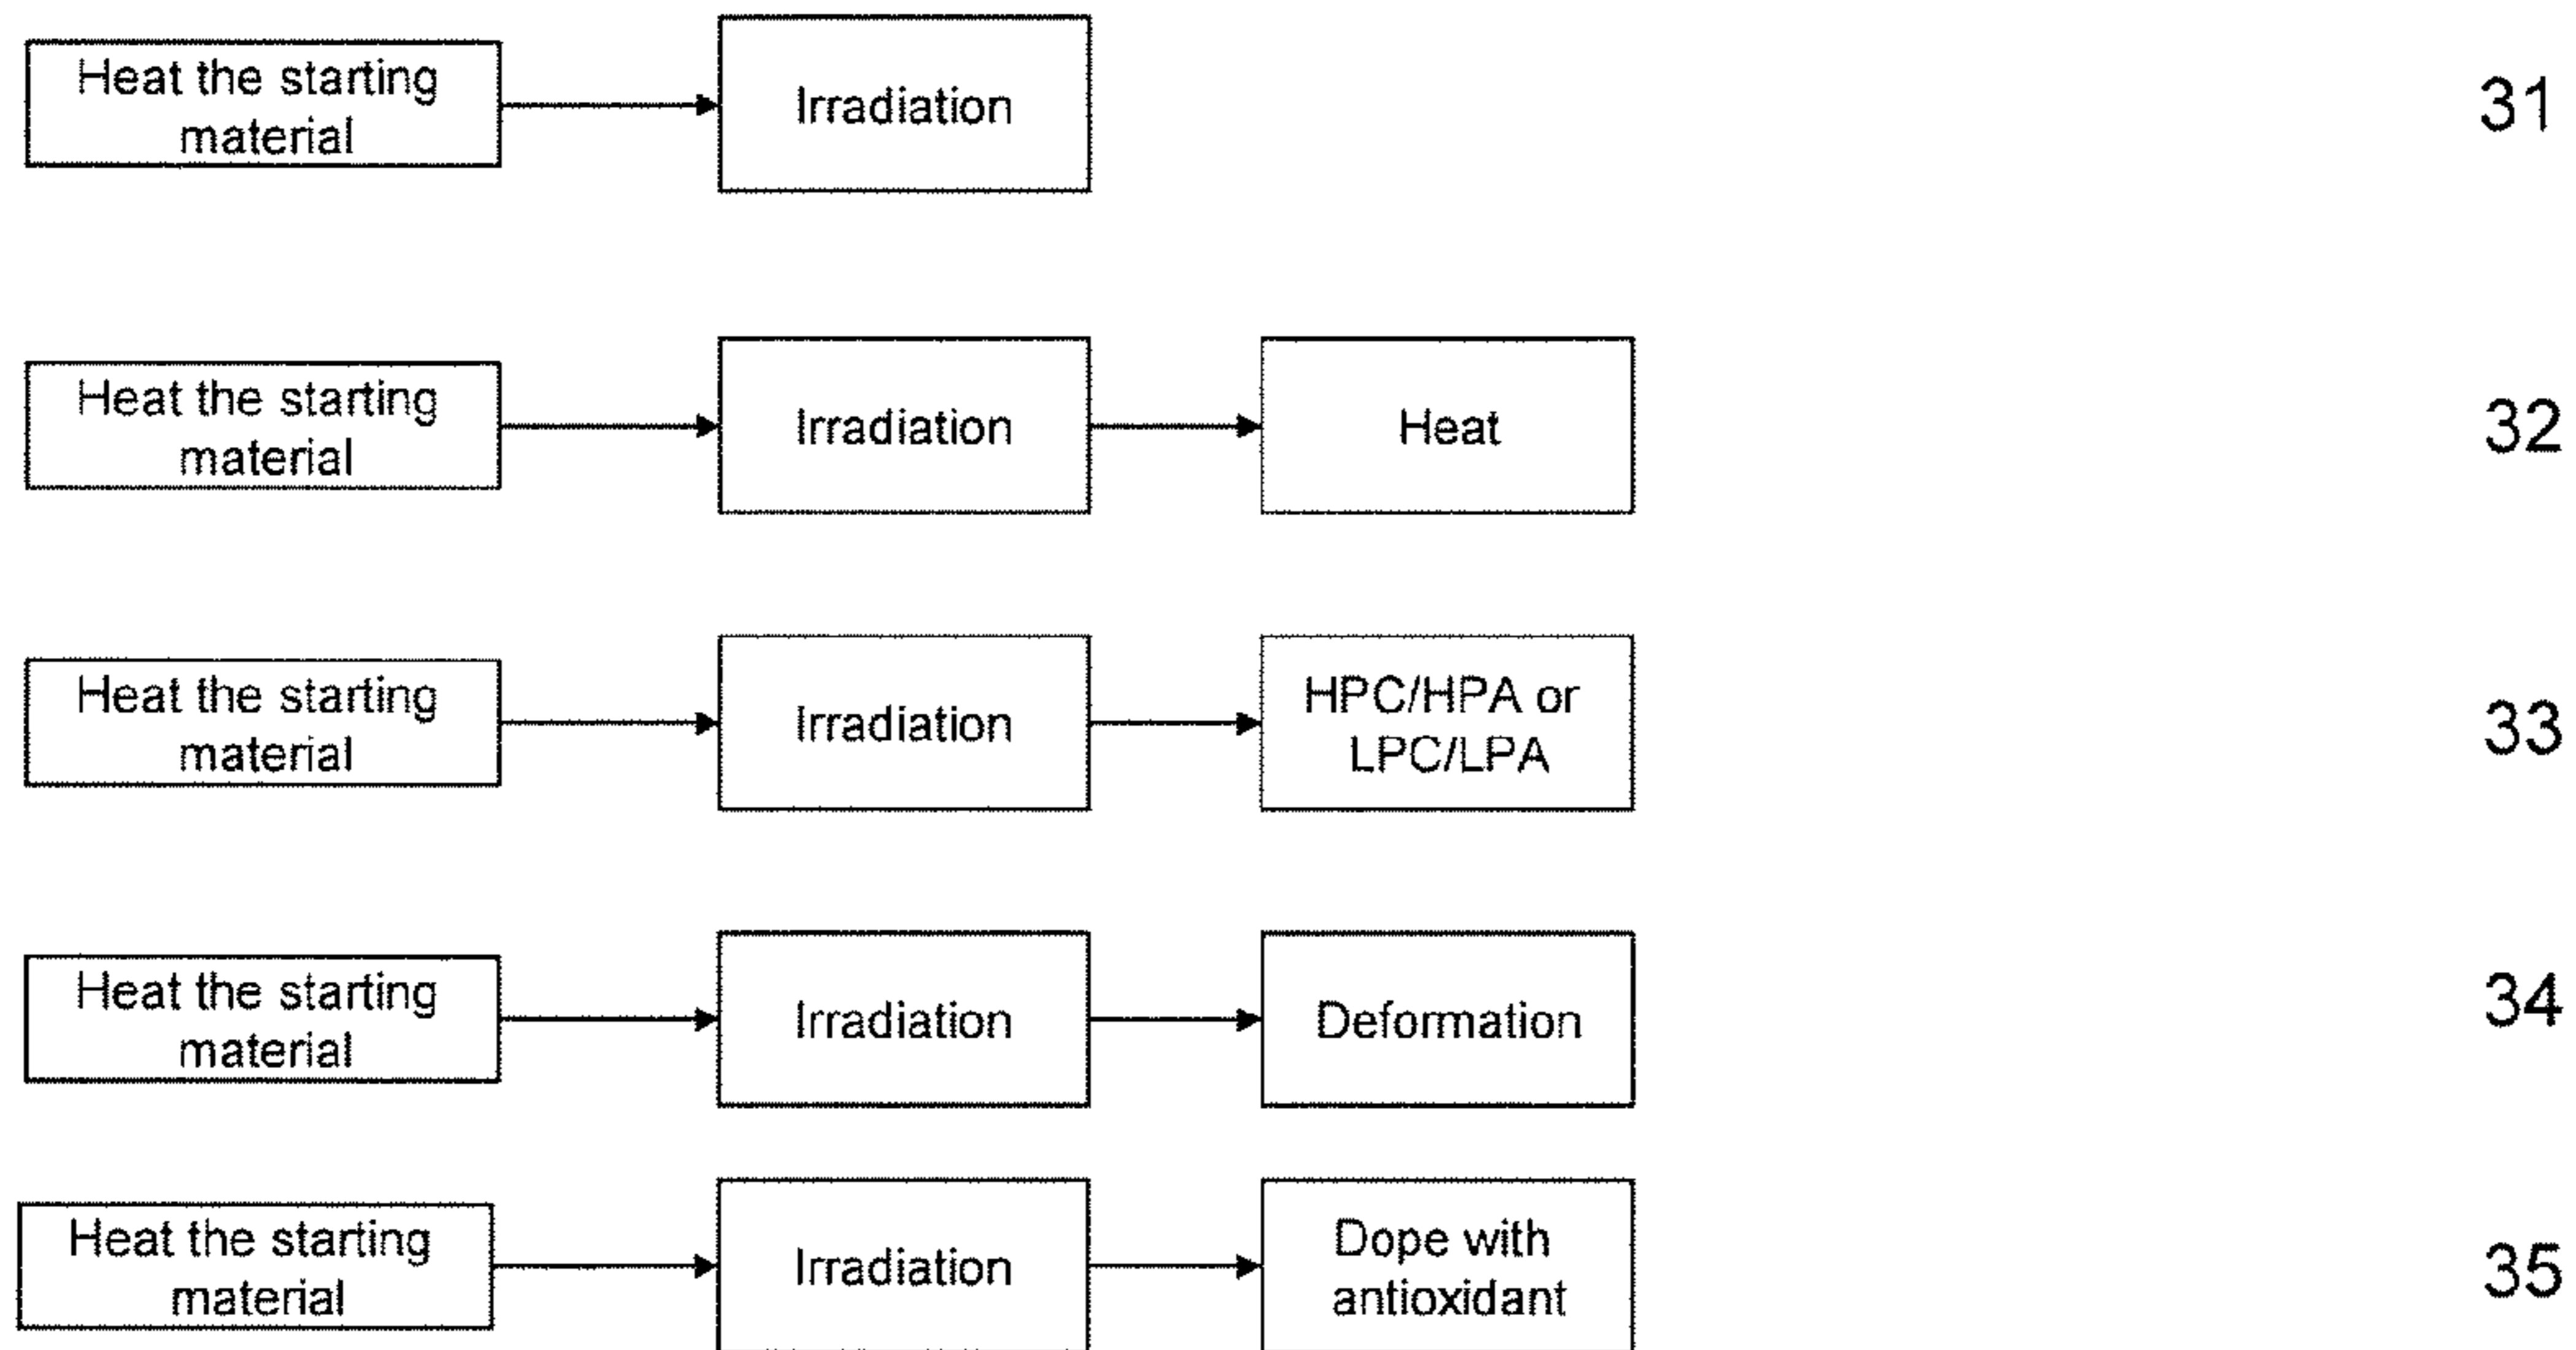 Heat the starting
material
Irradiation
31
Heat the starting
material
Irradiation
Heat
32
Heat the starting
material
Irradiation
HPC/HPA or
LPC/LPA
33
Heat the starting
material
Irradiation
Deformation
34
Heat the starting
material
Irradiation
Dope with
antioxidant
35